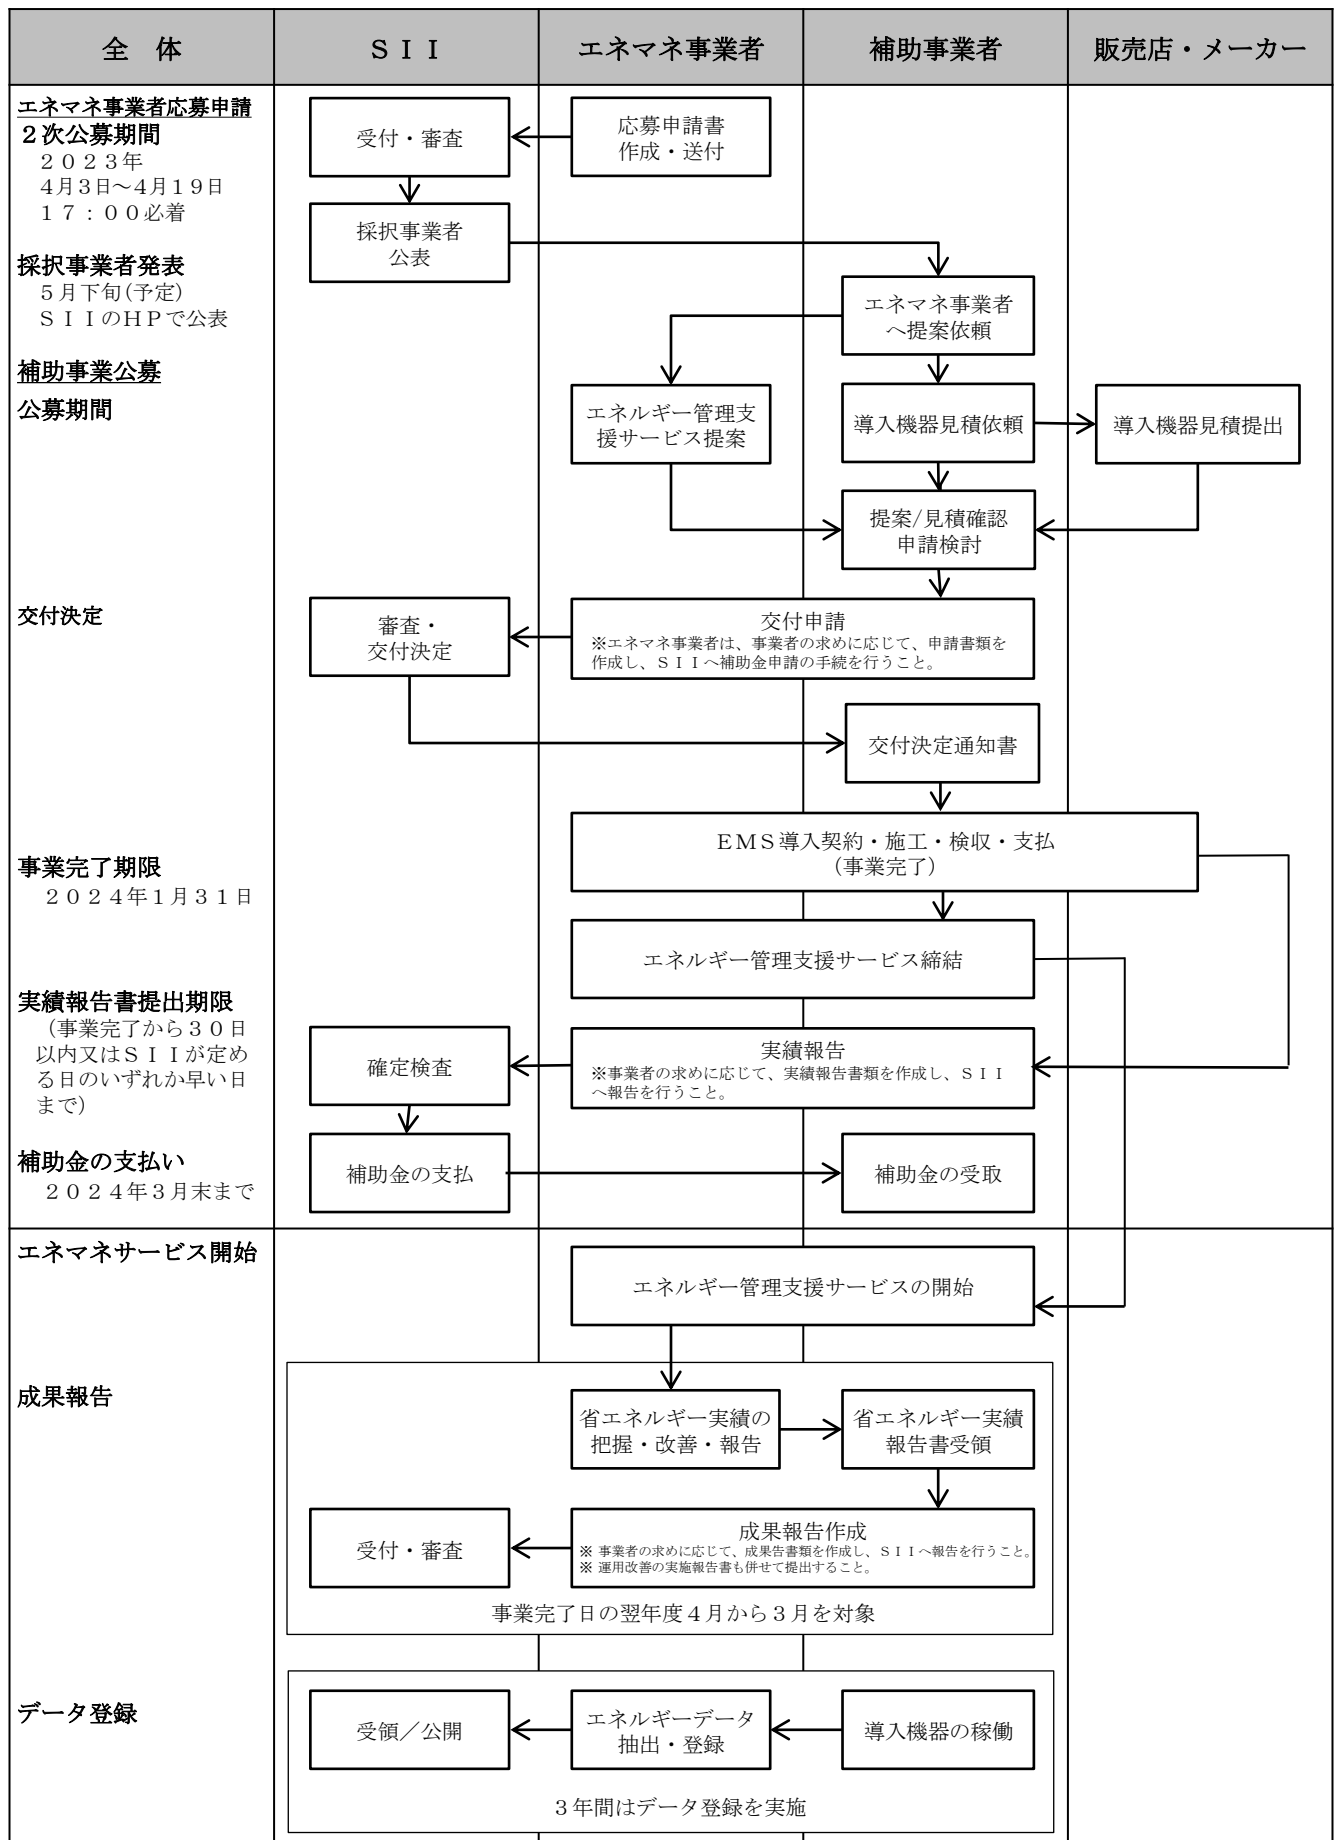 全　体
ＳＩＩ
エネマネ事業者
補助事業者
販売店・メーカー
エネマネ事業者応募申請
２次公募期間
２０２３年
４月３日～４月１９日
１７：００必着
受付・審査
応募申請書
作成・送付
採択事業者
公表
採択事業者発表
５月下旬(予定)
ＳＩＩのＨＰで公表
エネマネ事業者
へ提案依頼
補助事業公募
公募期間
エネルギー管理支
援サービス提案
導入機器見積依頼
導入機器見積提出
提案/見積確認
申請検討
交付決定
審査・
交付決定
交付申請
※エネマネ事業者は、事業者の求めに応じて、申請書類を
作成し、ＳＩＩへ補助金申請の手続を行うこと。
交付決定通知書
ＥＭＳ導入契約・施工・検収・支払
（事業完了）
事業完了期限
２０２４年１月３１日
エネルギー管理支援サービス締結
実績報告書提出期限
（事業完了から３０日
以内又はＳＩＩが定め
る日のいずれか早い日
まで）
確定検査
実績報告
※事業者の求めに応じて、実績報告書類を作成し、ＳＩＩ
へ報告を行うこと。
補助金の支払い
２０２４年３月末まで
補助金の支払
補助金の受取
エネマネサービス開始
エネルギー管理支援サービスの開始
成果報告
省エネルギー実績の
把握・改善・報告
省エネルギー実績
報告書受領
受付・審査
成果報告作成
※ 事業者の求めに応じて、成果告書類を作成し、ＳＩＩへ報告を行うこと。
※ 運用改善の実施報告書も併せて提出すること。
事業完了日の翌年度４月から３月を対象
データ登録
受領／公開
エネルギーデータ
抽出・登録
導入機器の稼働
３年間はデータ登録を実施